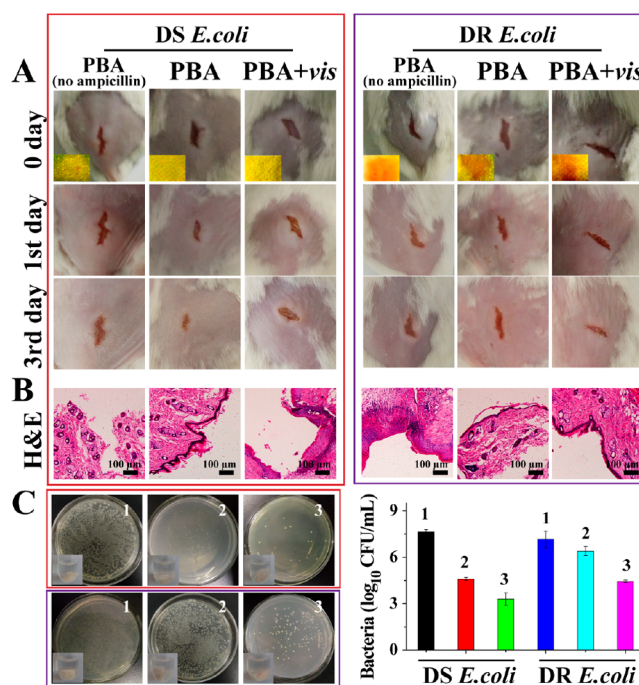 DS E.coli
DR E.coli
A
PBA
(no ampicillin)
PBA
PBA+vis
PBA
(no ampicillin)
PBA
PBA+vis
0 day
1st day
3rd day
B
H&E
100 μm
100 μm
100 μm
100 μm
100 μm
100 μm
C
1
2
3
1
2
3
Bacteria (log10 CFU/mL)
9
6
3
0
1
2
3
1
2
3
DS E.coli
DR E.coli